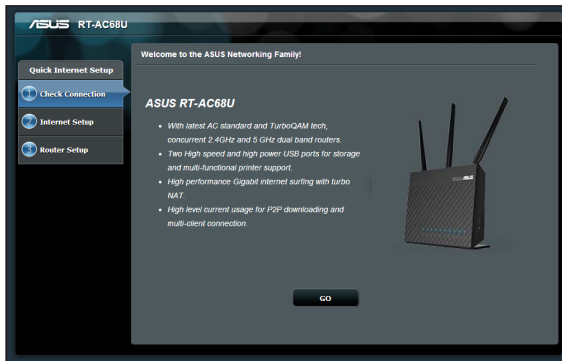 ASUS RT-AC68U
Quick Internet Setup
1 Check Connection
2 Internet Setup
3 Router Setup
Welcome to the ASUS Networking Family!
ASUS RT-AC68U
• With latest AC standard and TurboQAM tech,
concurrent 2.4GHz and 5 GHz dual band routers.
• Two High speed and high power USB ports for storage
and multi-functional printer support.
• High performance Gigabit internet surfing with turbo
NAT.
• High level current usage for P2P downloading and
multi-client connection.
GO